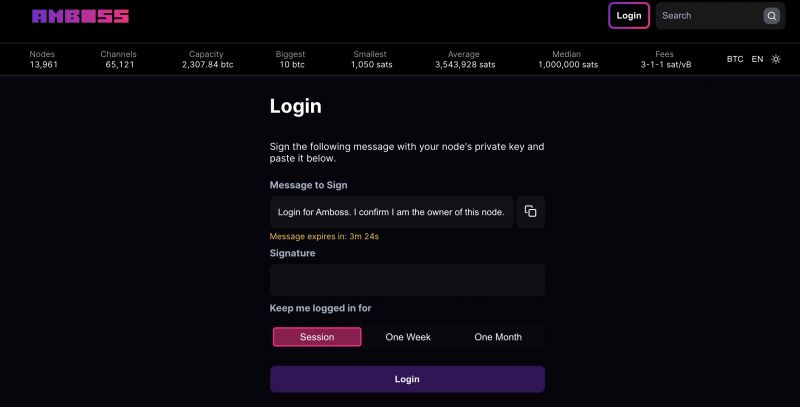 AMBOSS
Login
Search
Nodes
13,961
Channels
65,121
Capacity
2,307.84 btc
Biggest
10 btc
Smallest
1,050 sats
Average
3,543,928 sats
Median
1,000,000 sats
Fees
3-1-1 sat/vB
BTC EN
Login
Sign the following message with your node's private key and
paste it below.
Message to Sign
Login for Amboss. I confirm I am the owner of this node.
Message expires in: 3m 24s
Signature
Keep me logged in for
Session One Week One Month
Login